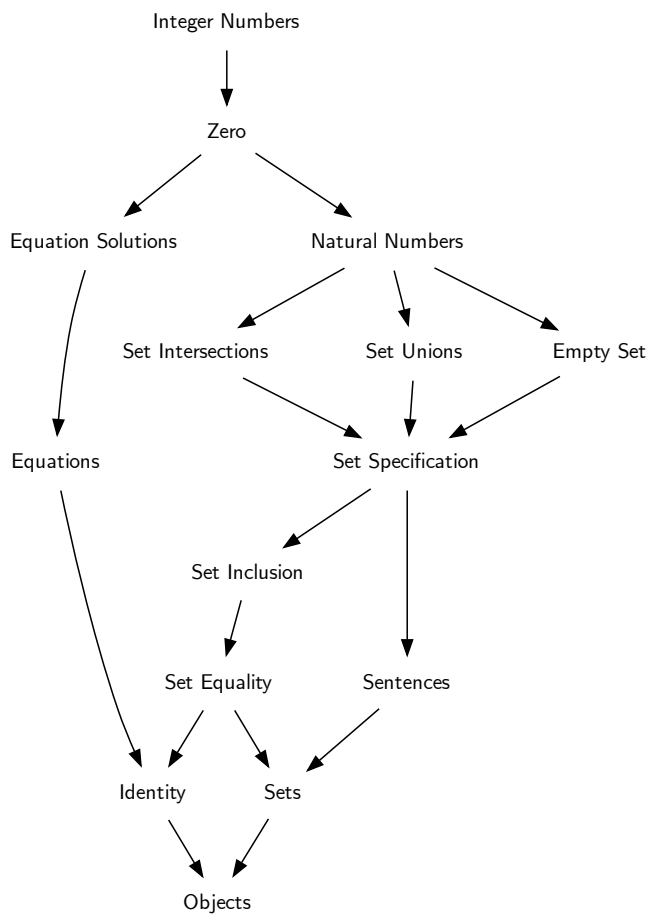 Integer Numbers
Zero
Equation Solutions
Natural Numbers
Set Intersections
Set Unions
Empty Set
Equations
Set Specification
Set Inclusion
Set Equality
Sentences
Identity
Sets
Objects